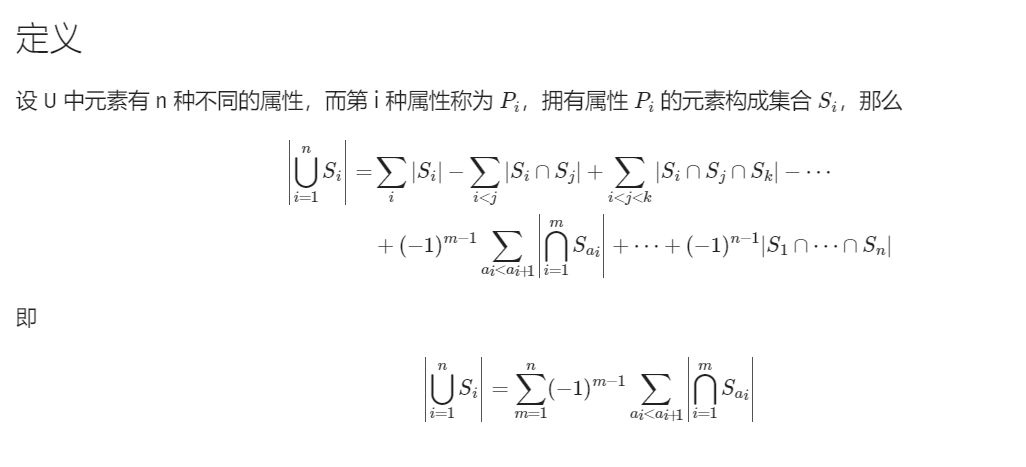 定义
设 U 中元素有 n 种不同的属性，而第 i 种属性称为 $P_i$，拥有属性 $P_i$ 的元素构成集合 $S_i$，那么
$\left|\bigcup_{i=1}^{n} S_i\right| = \sum_{i} |S_i| - \sum_{i<j} |S_i \cap S_j| + \sum_{i<j<k} |S_i \cap S_j \cap S_k| - \cdots$
$+ (-1)^{m-1} \sum_{a_i<a_{i+1}} \left|\bigcap_{i=1}^{m} S_{a_i}\right| + \cdots + (-1)^{n-1} |S_1 \cap \cdots \cap S_n|$
即
$\left|\bigcup_{i=1}^{n} S_i\right| = \sum_{m=1}^{n} (-1)^{m-1} \sum_{a_i<a_{i+1}} \left|\bigcap_{i=1}^{m} S_{a_i}\right|$